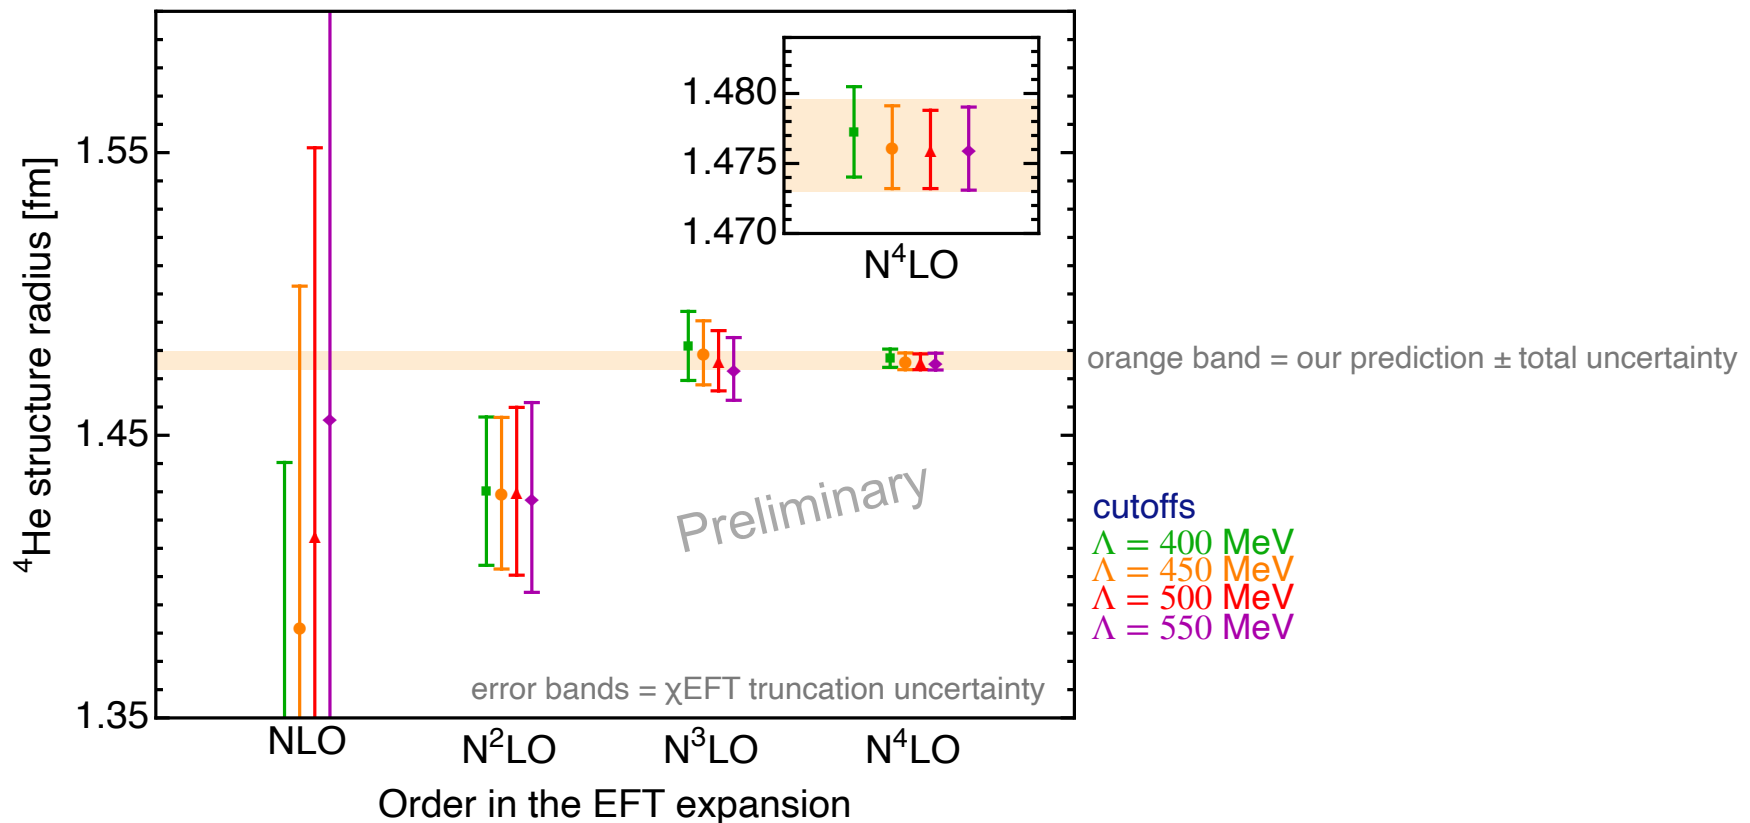 1.55
1.45
1.35
⁴He structure radius [fm]
1.480
1.475
1.470
N⁴LO
orange band = our prediction ± total uncertainty
Preliminary
cutoffs
Λ = 400 MeV
Λ = 450 MeV
Λ = 500 MeV
Λ = 550 MeV
error bands = χEFT truncation uncertainty
NLO N²LO N³LO N⁴LO
Order in the EFT expansion